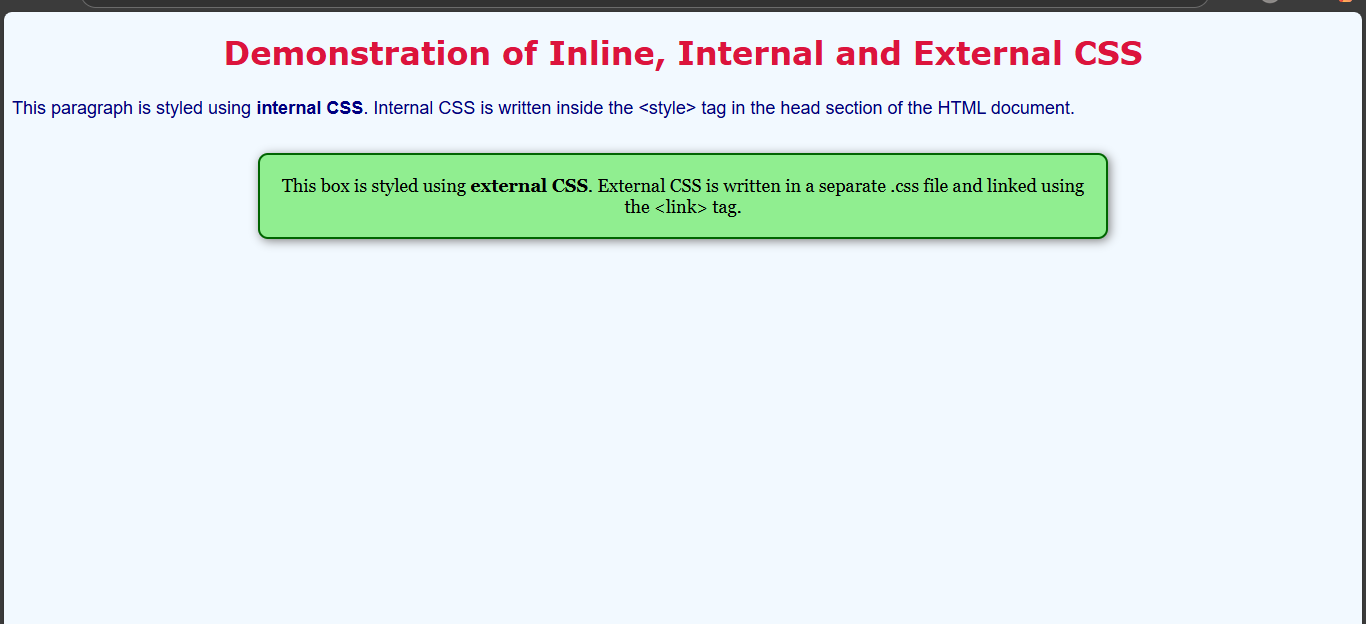 Demonstration of Inline, Internal and External CSS
This paragraph is styled using internal CSS. Internal CSS is written inside the <style> tag in the head section of the HTML document.
This box is styled using external CSS. External CSS is written in a separate .css file and linked using
the <link> tag.